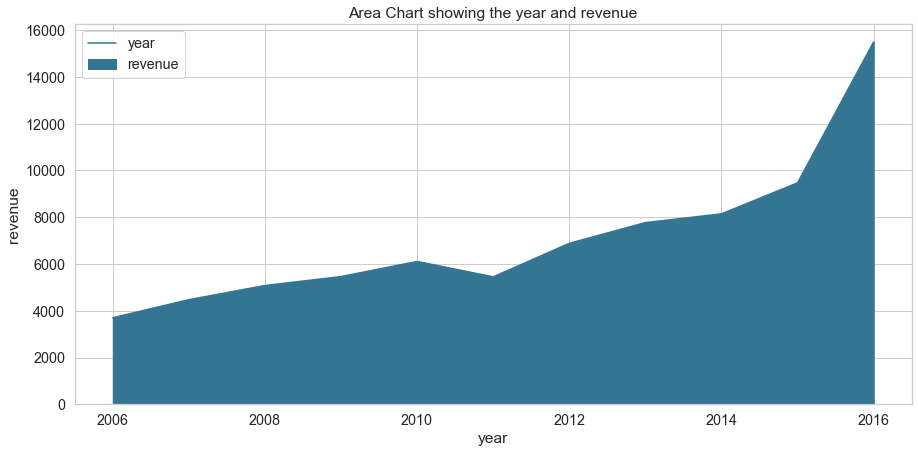 Area Chart showing the year and revenue
year
revenue
16000
14000
12000
10000
8000
6000
4000
2000
0
revenue
2006 2008 2010 2012 2014 2016
year